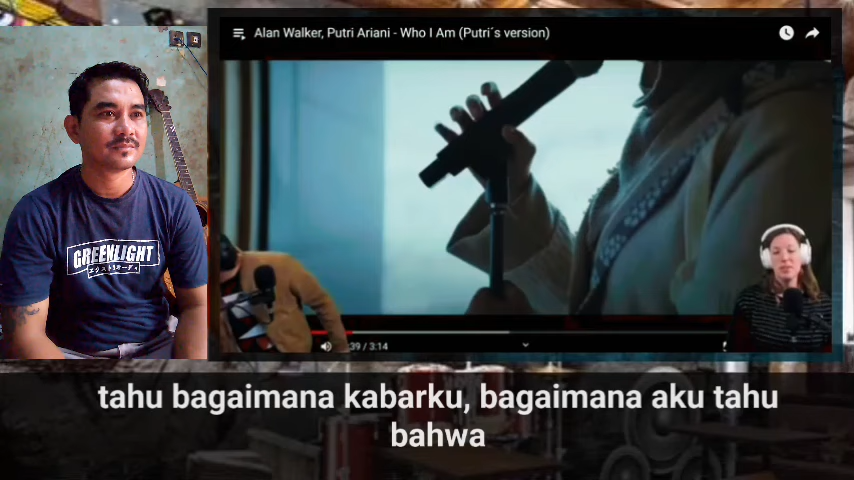 Alan Walker, Putri Ariani - Who I Am (Putri´s version)
GREENLIGHT
39 / 3:14
tahu bagaimana kabarku, bagaimana aku tahu
bahwa